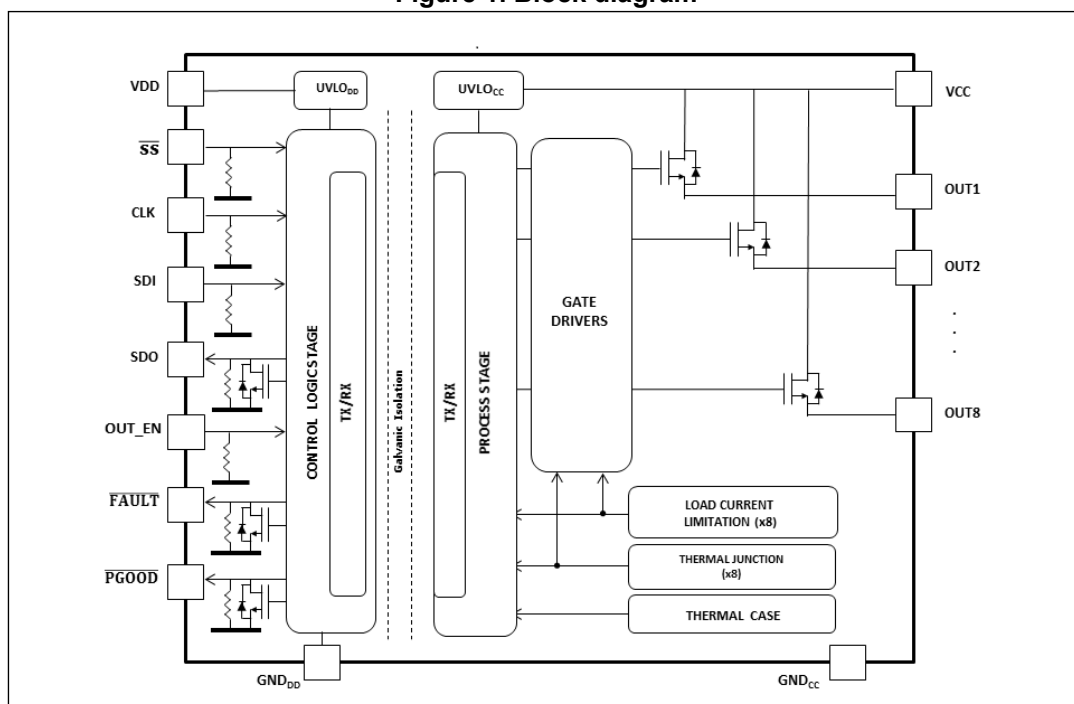 Figure 1. Block diagram
VDD
SS
CLK
SDI
SDO
OUT_EN
FAULT
PGOOD
UVLODD
UVLOCC
CONTROL LOGIC STAGE
TX/RX
Galvanic Isolation
TX/RX
PROCESS STAGE
GATE
DRIVERS
LOAD CURRENT
LIMITATION (x8)
THERMAL JUNCTION
(x8)
THERMAL CASE
VCC
OUT1
OUT2
.
.
.
OUT8
GNDDD
GNDCC